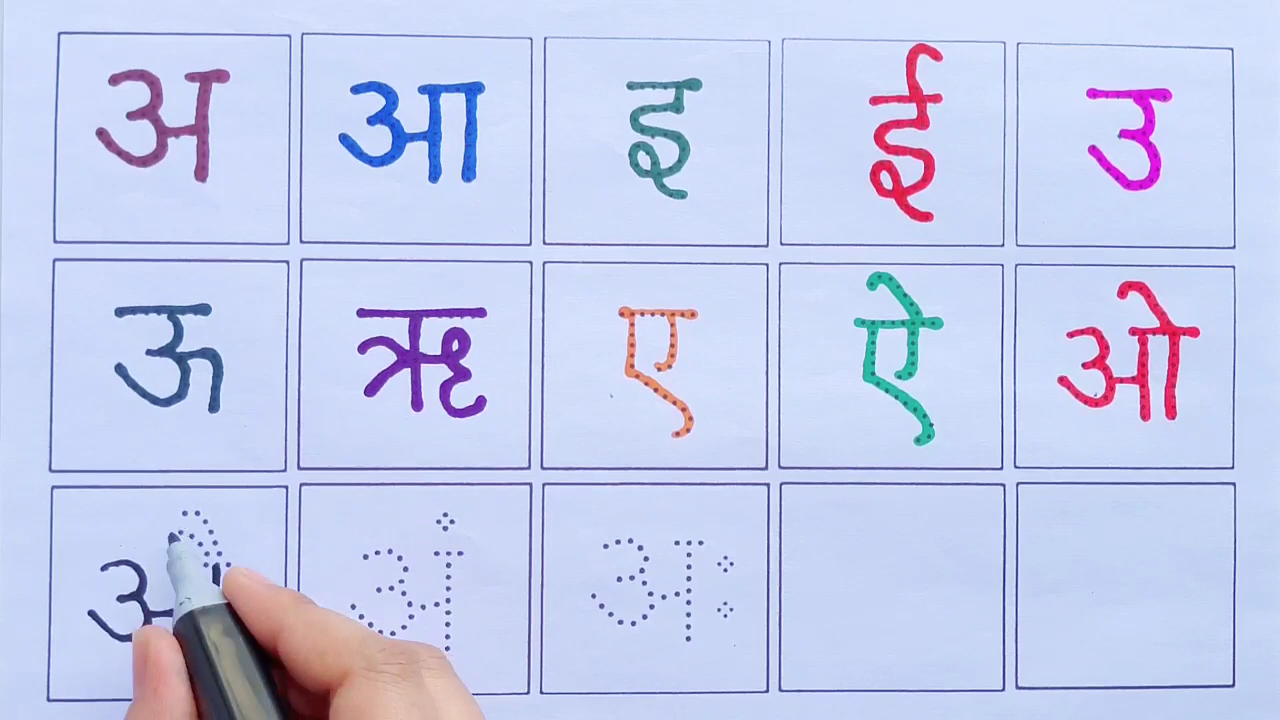 अ आ इ ई उ
ऊ ऋ ए ऐ ओ
औ अं अः